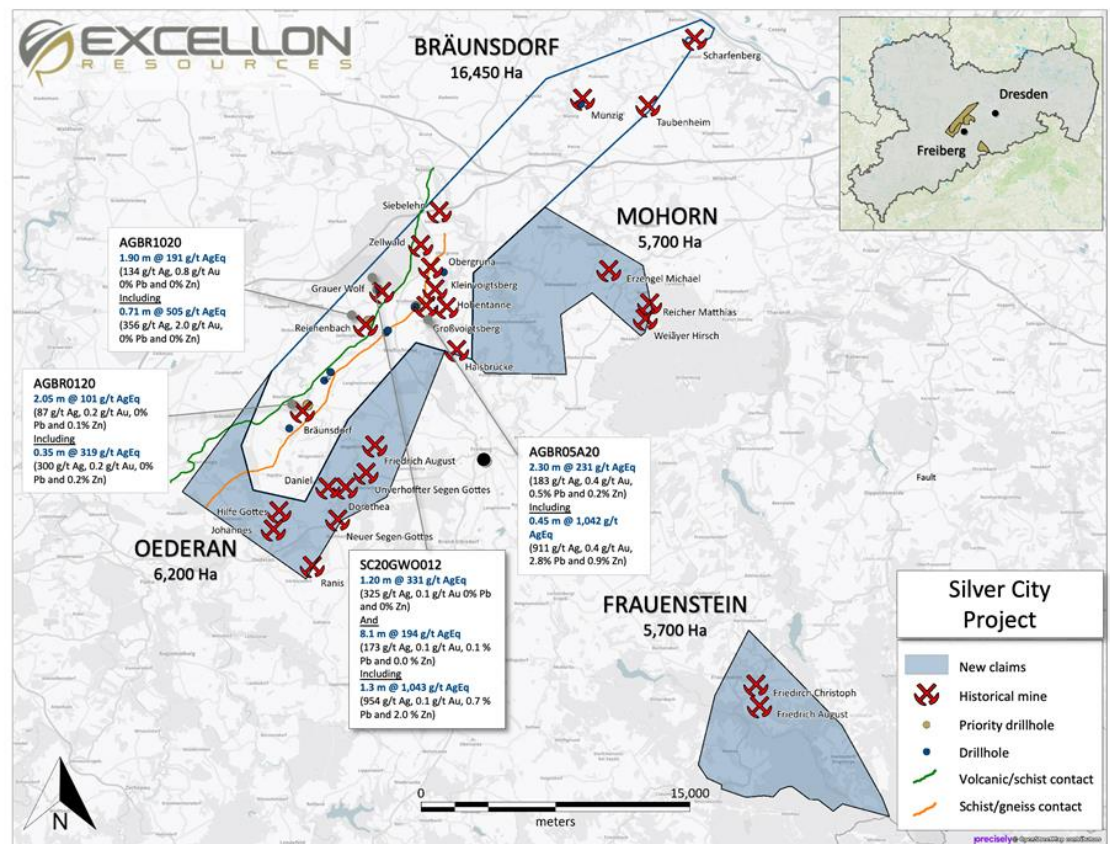 EXCELLON
RESOURCES
BRÄUNSDORF
16,450 Ha
Scharfenberg
Munzig
Taubenheim
Dresden
Freiberg
Siebelehn
Zellwald
Obergruna
Kleinvoigtsberg
Grauer Wolf
Hohentanne
Reichenbach
Großvoigtsberg
Halsbrücke
MOHORN
5,700 Ha
Erzengel Michael
Reicher Matthias
AGBR1020
1.90 m @ 191 g/t AgEq
(134 g/t Ag, 0.8 g/t Au
0% Pb and 0% Zn)
Including
0.71 m @ 505 g/t AgEq
(356 g/t Ag, 2.0 g/t Au,
0% Pb and 0% Zn)
AGBR0120
2.05 m @ 101 g/t AgEq
(87 g/t Ag, 0.2 g/t Au, 0%
Pb and 0.1% Zn)
Including
0.35 m @ 319 g/t AgEq
(300 g/t Ag, 0.2 g/t Au, 0%
Pb and 0.2% Zn)
Bräunsdorf
Friedrich August
Daniel
Unverhoffter Segen Gottes
Dorothea
Hilfe Gottes
Johannes
Neuer Segen Gottes
Ranis
OEDERAN
6,200 Ha
AGBR05A20
2.30 m @ 231 g/t AgEq
(183 g/t Ag, 0.4 g/t Au,
0.5% Pb and 0.2% Zn)
Including
0.45 m @ 1,042 g/t
AgEq
(911 g/t Ag, 0.4 g/t Au,
2.8% Pb and 0.9% Zn)
SC20GWO012
1.20 m @ 331 g/t AgEq
(325 g/t Ag, 0.1 g/t Au 0% Pb
and 0% Zn)
And
8.1 m @ 194 g/t AgEq
(173 g/t Ag, 0.1 g/t Au, 0.1 %
Pb and 0.0 % Zn)
Including
1.3 m @ 1,043 g/t AgEq
(954 g/t Ag, 0.1 g/t Au, 0.7 %
Pb and 2.0 % Zn)
Fault
FRAUENSTEIN
5,700 Ha
Friedirch Christoph
Friedrich August
Silver City
Project
New claims
Historical mine
Priority drillhole
Drillhole
Volcanic/schist contact
Schist/gneiss contact
N
0
15,000
meters
precisely © OpenStreetMap contributors